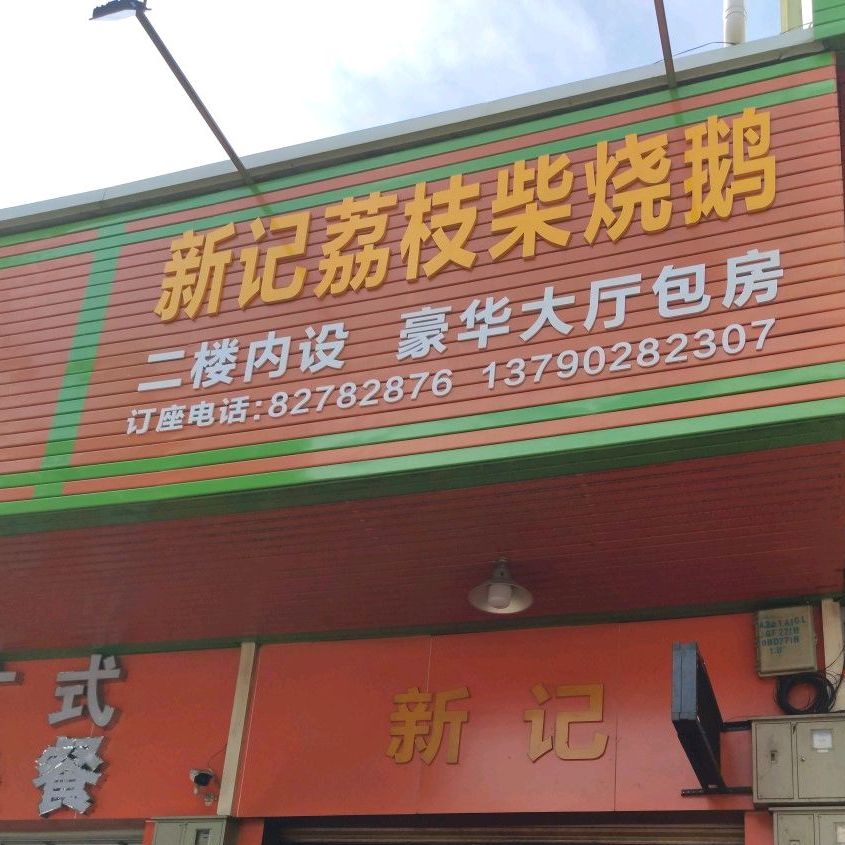 新记荔枝柴烧鹅
二楼内设 豪华大厅包房
订座电话:82782876 13790282307
新记
式
餐